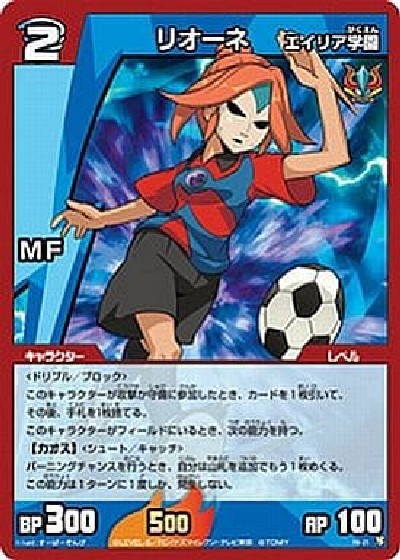 2 リオーネ エイリア学園
がくえん
MF
キャラクター レベル
<ドリブル/ブロック>
このキャラクターが攻撃か守備に参加したとき、カードを1枚引いて、
その後、手札を1枚捨てる。
このキャラクターがフィールドにいるとき、次の能力を持つ。
【カオス】<シュート/キャッチ>
バーニングチャンスを行うとき、自分は山札を追加でもう1枚めくる。
この能力は1ターンに1度しか、発生しない。
BP 300 500 RP 100